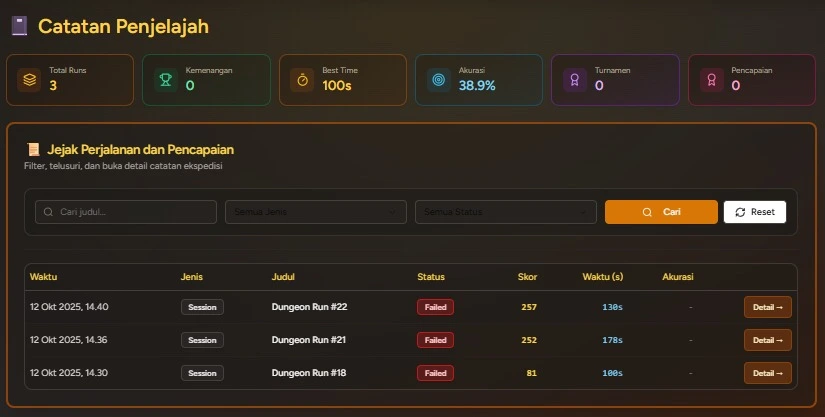 Catatan Penjelajah
Total Runs
3
Kemenangan
0
Best Time
100s
Akurasi
38.9%
Turnamen
0
Pencapaian
0
Jejak Perjalanan dan Pencapaian
Filter, telusuri, dan buka detail catatan ekspedisi
Cari judul... Semua Jenis Semua Status Cari Reset
Waktu Jenis Judul Status Skor Waktu (s) Akurasi
12 Okt 2025, 14.40 Session Dungeon Run #22 Failed 257 130s - Detail →
12 Okt 2025, 14.36 Session Dungeon Run #21 Failed 252 178s - Detail →
12 Okt 2025, 14.30 Session Dungeon Run #18 Failed 81 100s - Detail →